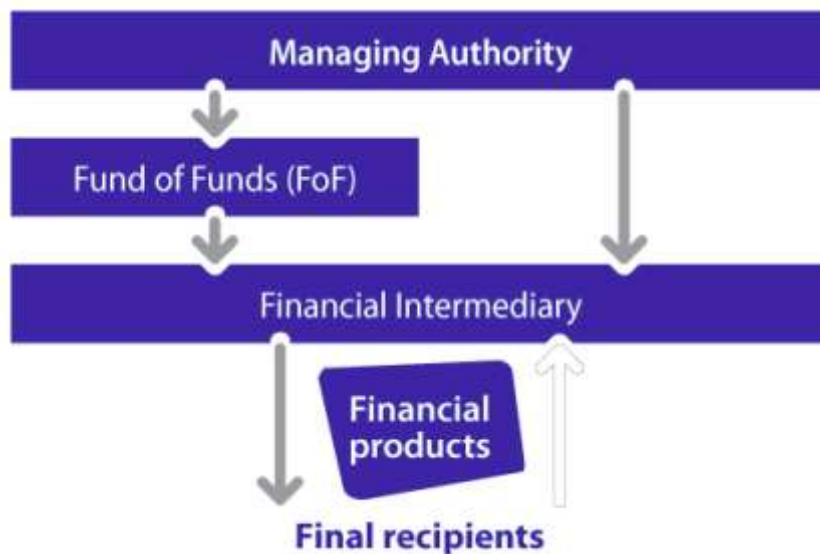 Managing Authority
Fund of Funds (FoF)
Financial Intermediary
Financial
products
Final recipients